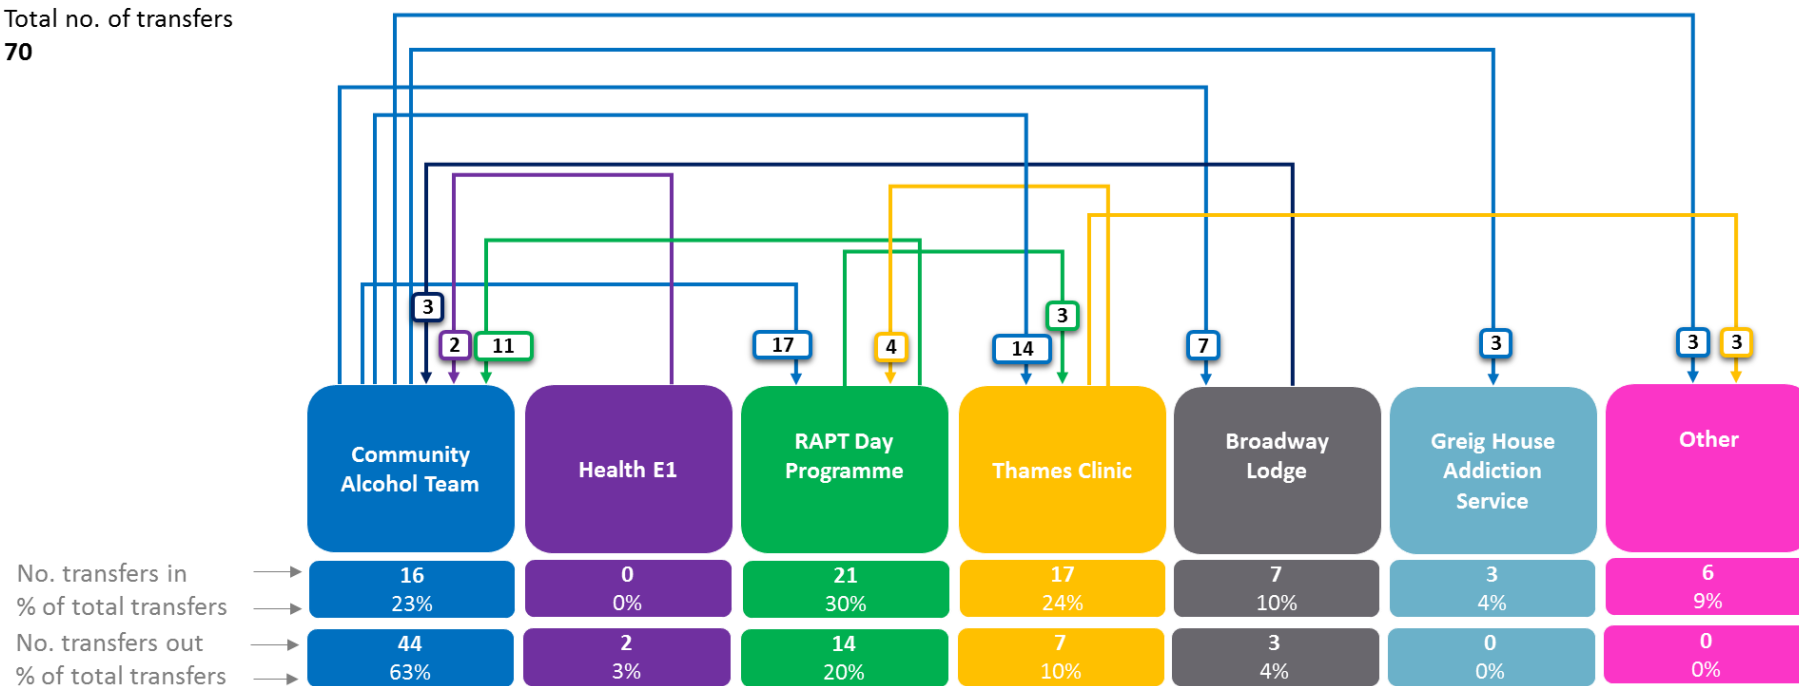 Total no. of transfers
70
3
2
11
17
4
14
3
7
3
3
3
Community
Alcohol Team
Health E1
RAPT Day
Programme
Thames Clinic
Broadway
Lodge
Greig House
Addiction
Service
Other
No. transfers in
16
0
21
17
7
3
6
% of total transfers
23%
0%
30%
24%
10%
4%
9%
No. transfers out
44
2
14
7
3
0
0
% of total transfers
63%
3%
20%
10%
4%
0%
0%